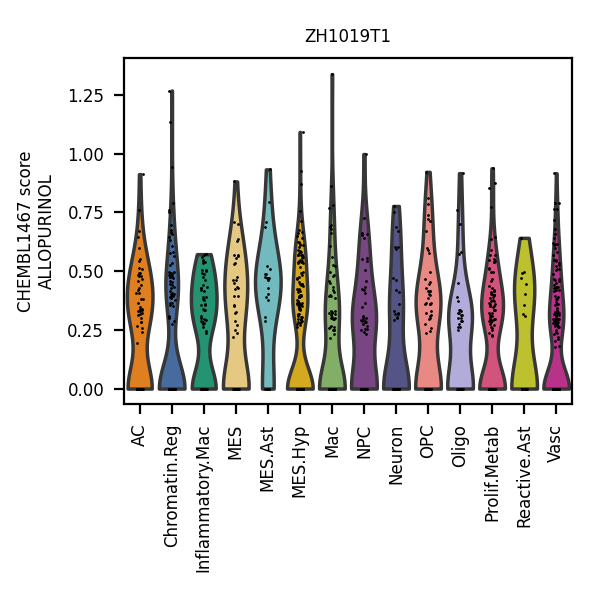 ZH1019T1
CHEMBL1467 score
ALLOPURINOL
1.25
1.00
0.75
0.50
0.25
0.00
AC
Chromatin.Reg
Inflammatory.Mac
MES
MES.Ast
MES.Hyp
Mac
NPC
Neuron
OPC
Oligo
Prolif.Metab
Reactive.Ast
Vasc